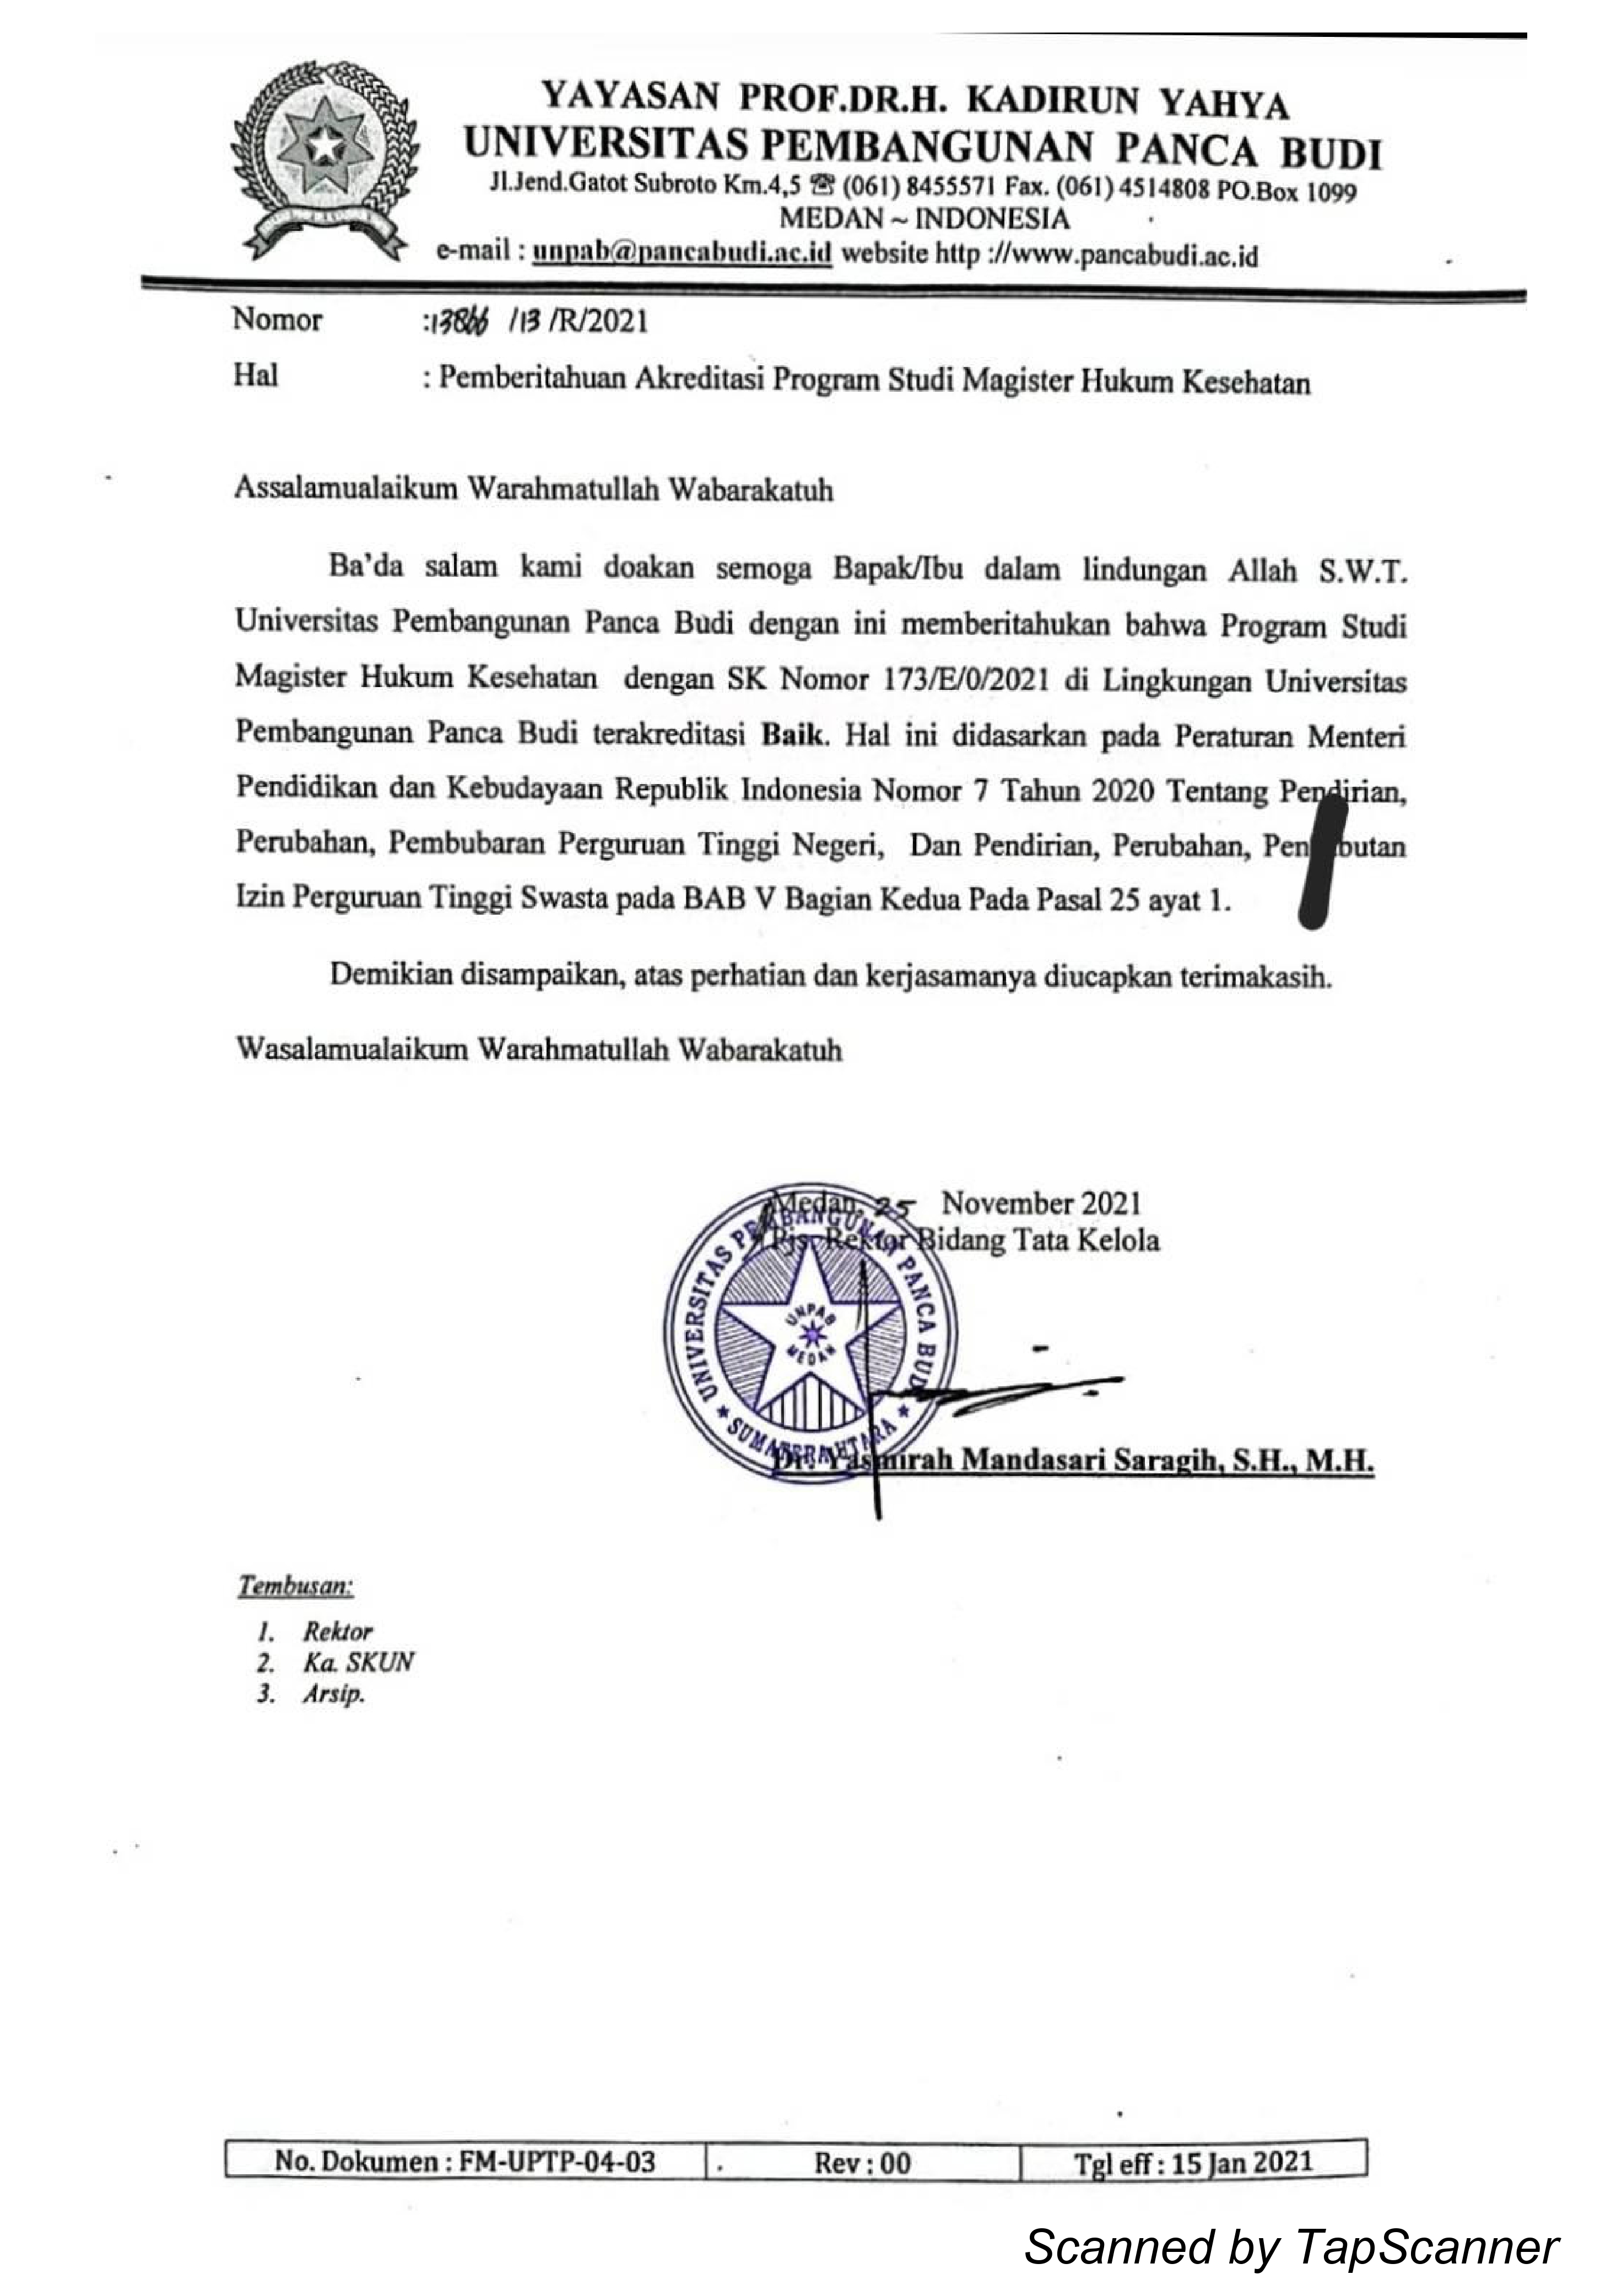 YAYASAN PROF.DR.H. KADIRUN YAHYA
UNIVERSITAS PEMBANGUNAN PANCA BUDI
Jl.Jend.Gatot Subroto Km.4,5 ☎ (061) 8455571 Fax. (061) 4514808 PO.Box 1099
MEDAN ~ INDONESIA
e-mail : unpab@pancabudi.ac.id website http ://www.pancabudi.ac.id
Nomor : /13 /R/2021
Hal : Pemberitahuan Akreditasi Program Studi Magister Hukum Kesehatan
Assalamualaikum Warahmatullah Wabarakatuh
Ba'da salam kami doakan semoga Bapak/Ibu dalam lindungan Allah S.W.T.
Universitas Pembangunan Panca Budi dengan ini memberitahukan bahwa Program Studi
Magister Hukum Kesehatan dengan SK Nomor 173/E/0/2021 di Lingkungan Universitas
Pembangunan Panca Budi terakreditasi Baik. Hal ini didasarkan pada Peraturan Menteri
Pendidikan dan Kebudayaan Republik Indonesia Nomor 7 Tahun 2020 Tentang Pendirian,
Perubahan, Pembubaran Perguruan Tinggi Negeri, Dan Pendirian, Perubahan,
Izin Perguruan Tinggi Swasta pada BAB V Bagian Kedua Pada Pasal 25 ayat 1.
Demikian disampaikan, atas perhatian dan kerjasamanya diucapkan terimakasih.
Wasalamualaikum Warahmatullah Wabarakatuh
Medan, 25 November 2021
Pjs. Rektor Bidang Tata Kelola
UNIVERSITAS PEMBANGUNAN PANCA BUDI
UNPAB
MEDAN
★ SUMATERA UTARA ★
Dr. Yasmirah Mandasari Saragih, S.H., M.H.
Tembusan:
1. Rektor
2. Ka. SKUN
3. Arsip.
No. Dokumen : FM-UPTP-04-03 Rev : 00 Tgl eff : 15 Jan 2021
Scanned by TapScanner